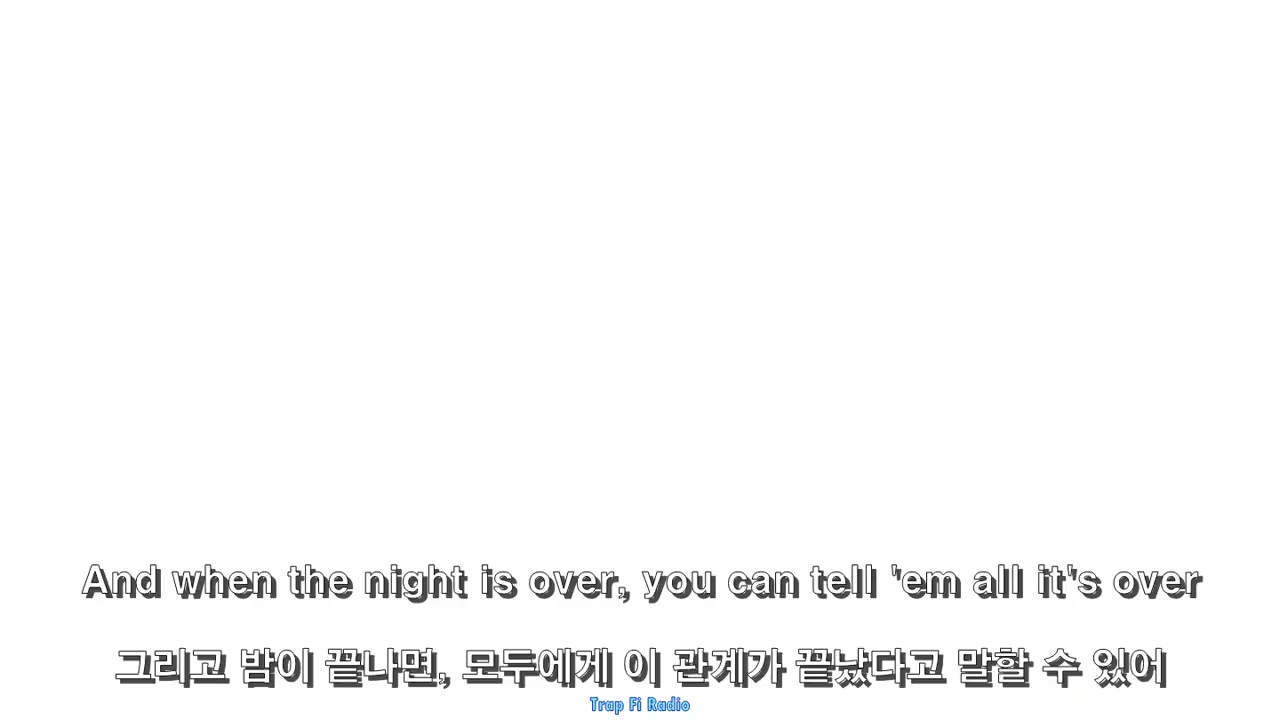 And when the night is over, you can tell 'em all it's over
그리고 밤이 끝나면, 모두에게 이 관계가 끝났다고 말할 수 있어
Trap Fi Radio